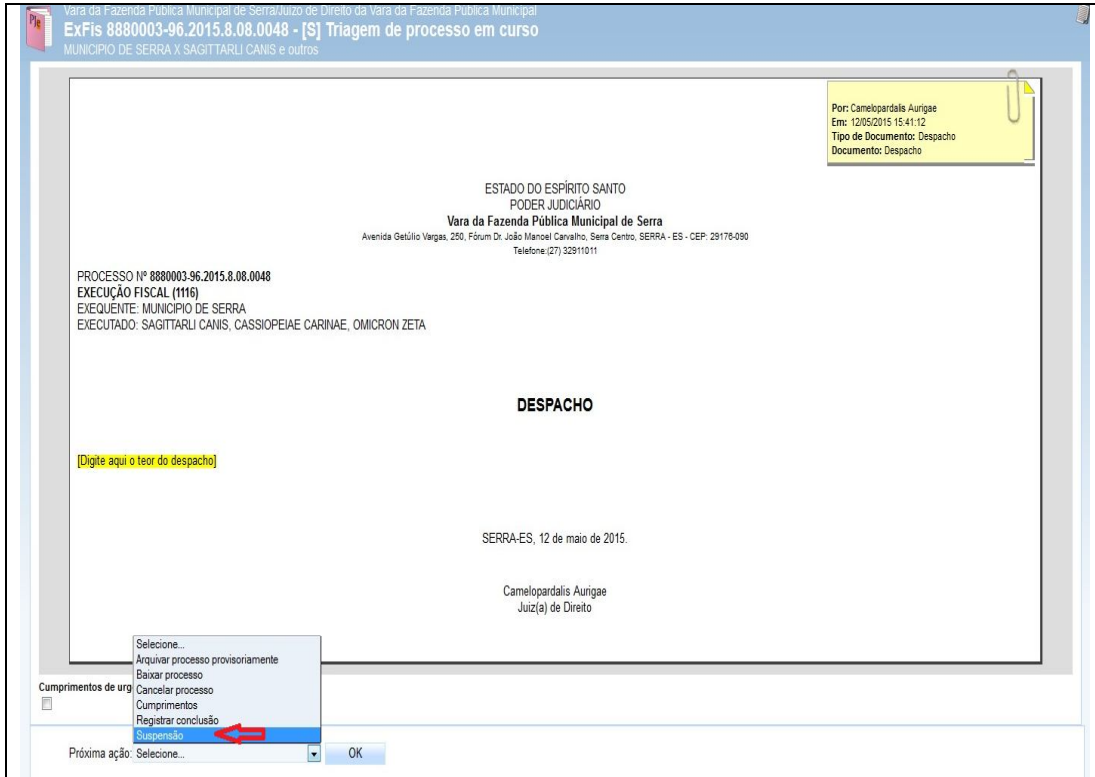 Vara da Fazenda Pública Municipal de Serra/Juízo de Direito da Vara da Fazenda Pública Municipal
PJe
ExFis 8880003-96.2015.8.08.0048 - [S] Triagem de processo em curso
MUNICIPIO DE SERRA X SAGITTARLI CANIS e outros
Por: Camelopardalis Aurigae
Em: 12/05/2015 15:41:12
Tipo de Documento: Despacho
Documento: Despacho
ESTADO DO ESPÍRITO SANTO
PODER JUDICIÁRIO
Vara da Fazenda Pública Municipal de Serra
Avenida Getúlio Vargas, 250, Fórum Dr. João Manoel Carvalho, Serra Centro, SERRA - ES - CEP: 29176-090
Telefone:(27) 32911011
PROCESSO Nº 8880003-96.2015.8.08.0048
EXECUÇÃO FISCAL (1116)
EXEQUENTE: MUNICIPIO DE SERRA
EXECUTADO: SAGITTARLI CANIS, CASSIOPEIAE CARINAE, OMICRON ZETA
DESPACHO
[Digite aqui o teor do despacho]
SERRA-ES, 12 de maio de 2015.
Camelopardalis Aurigae
Juiz(a) de Direito
Selecione...
Arquivar processo provisoriamente
Baixar processo
Cancelar processo
Cumprimentos
Registrar conclusão
Suspensão
Cumprimentos de urg
Próxima ação: Selecione... OK